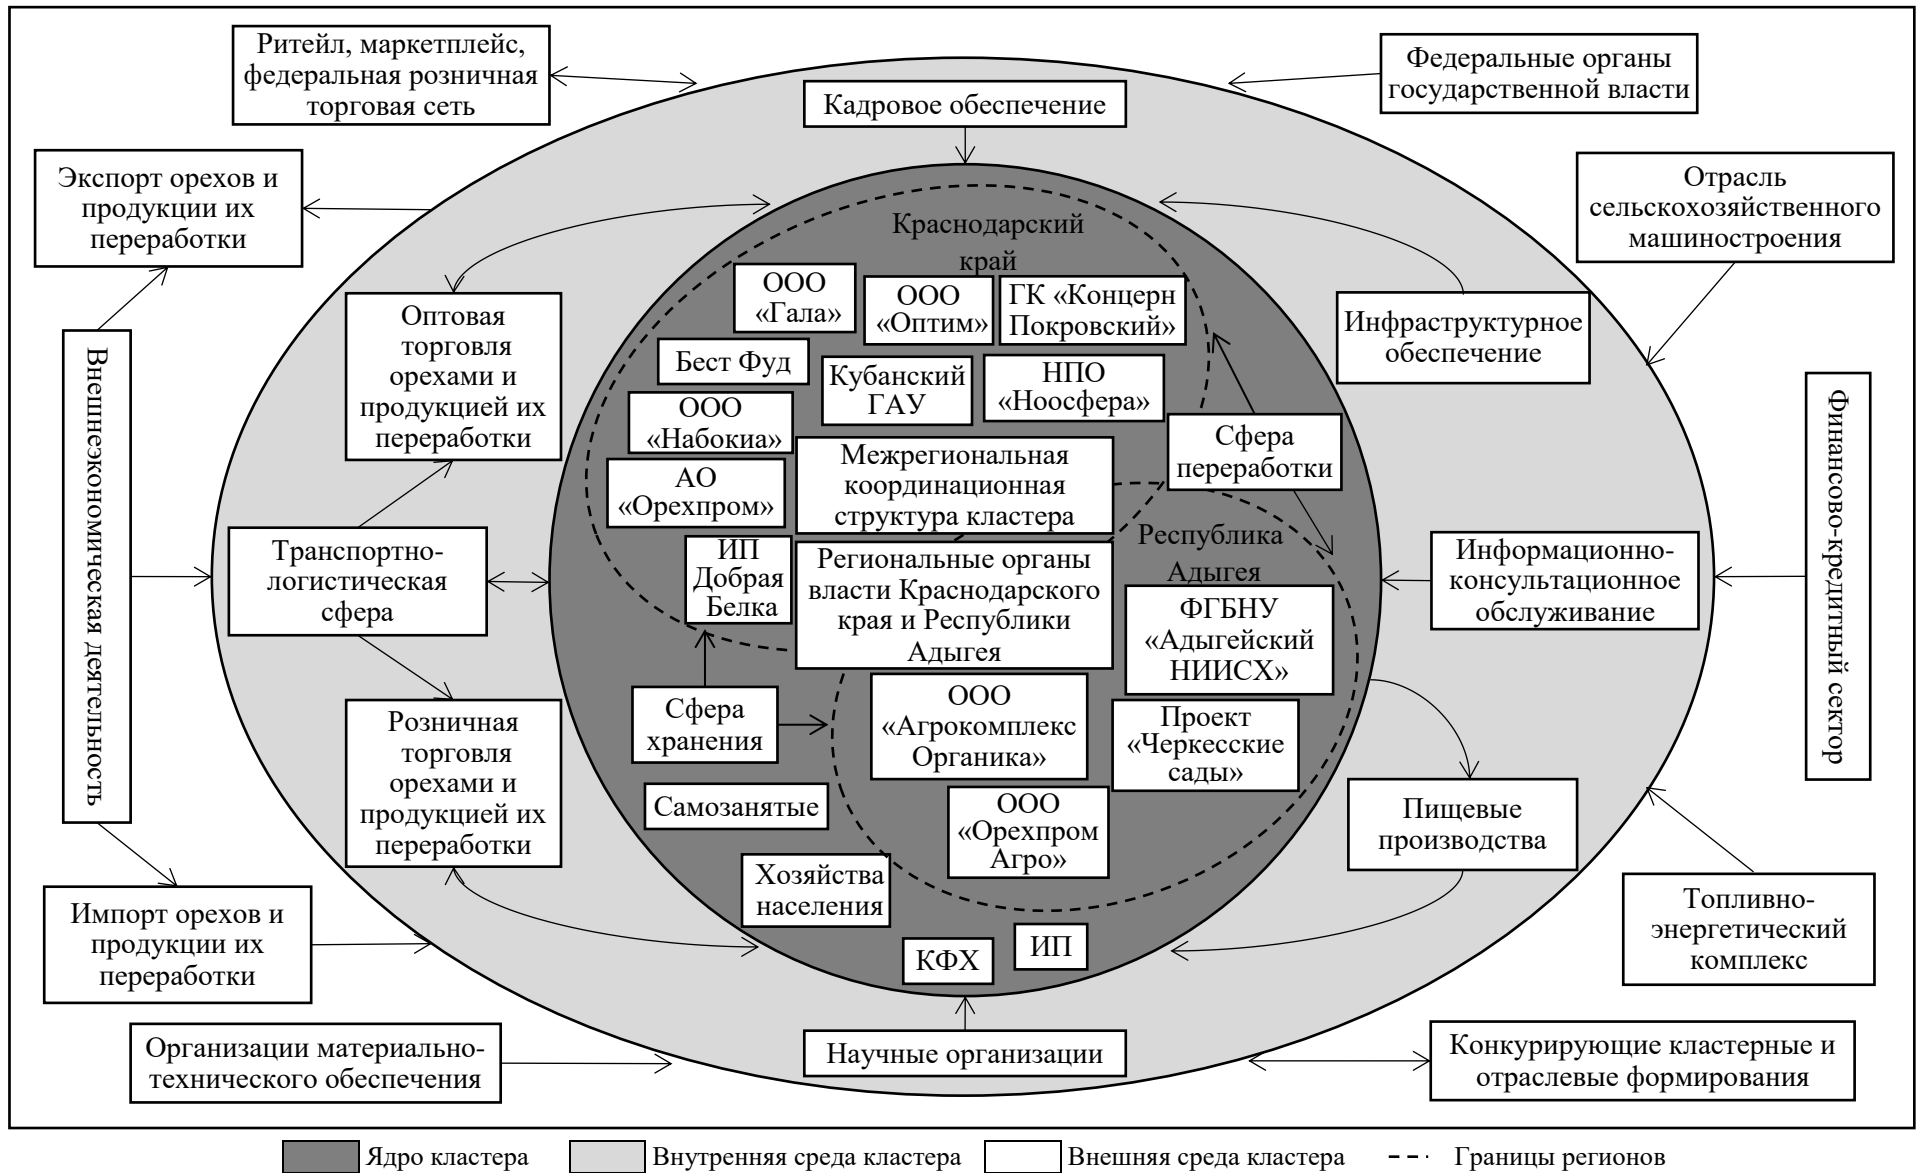 Ритейл, маркетплейс,
федеральная розничная
торговая сеть
Федеральные органы
государственной власти
Кадровое обеспечение
Экспорт орехов и
продукции их
переработки
Отрасль
сельскохозяйственного
машиностроения
Краснодарский
край
ООО
«Гала»
ООО
«Оптим»
ГК «Концерн
Покровский»
Оптовая
торговля
орехами и
продукцией их
переработки
Инфраструктурное
обеспечение
Внешнеэкономическая деятельность
Бест Фуд
Кубанский
ГАУ
НПО
«Ноосфера»
ООО
«Набокиа»
Финансово-кредитный сектор
Сфера
переработки
АО
«Орехпром»
Межрегиональная
координационная
структура кластера
Республика
Адыгея
Транспортно-
логистическая
сфера
ИП
Добрая
Белка
Региональные органы
власти Краснодарского
края и Республики
Адыгея
Информационно-
консультационное
обслуживание
ФГБНУ
«Адыгейский
НИИСХ»
Сфера
хранения
ООО
«Агрокомплекс
Органика»
Проект
«Черкесские
сады»
Розничная
торговля
орехами и
продукцией их
переработки
Самозанятые
ООО
«Орехпром
Агро»
Пищевые
производства
Хозяйства
населения
Импорт орехов и
продукции их
переработки
КФХ
ИП
Топливно-
энергетический
комплекс
Организации материально-
технического обеспечения
Научные организации
Конкурирующие кластерные и
отраслевые формирования
Ядро кластера
Внутренняя среда кластера
Внешняя среда кластера
Границы регионов